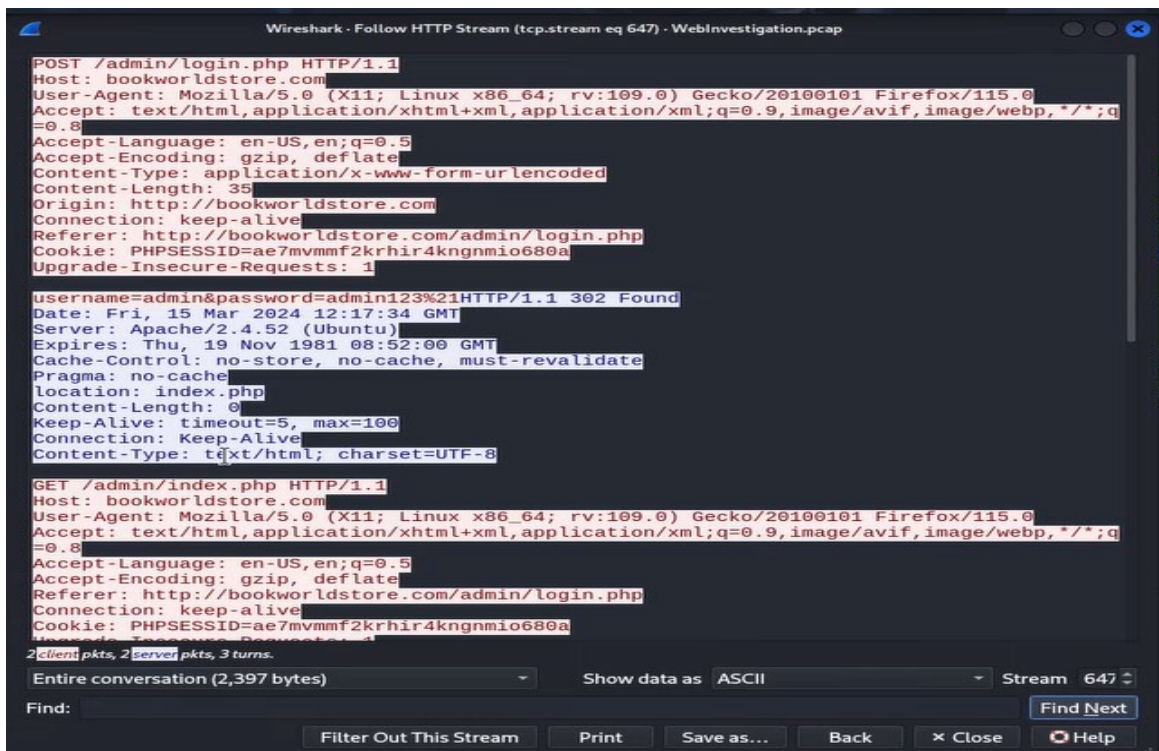 Wireshark · Follow HTTP Stream (tcp.stream eq 647) · WebInvestigation.pcap
POST /admin/login.php HTTP/1.1
Host: bookworldstore.com
User-Agent: Mozilla/5.0 (X11; Linux x86_64; rv:109.0) Gecko/20100101 Firefox/115.0
Accept: text/html,application/xhtml+xml,application/xml;q=0.9,image/avif,image/webp,*/*;q
=0.8
Accept-Language: en-US,en;q=0.5
Accept-Encoding: gzip, deflate
Content-Type: application/x-www-form-urlencoded
Content-Length: 35
Origin: http://bookworldstore.com
Connection: keep-alive
Referer: http://bookworldstore.com/admin/login.php
Cookie: PHPSESSID=ae7mvmmf2krhir4kngnmio680a
Upgrade-Insecure-Requests: 1
username=admin&password=admin123%21HTTP/1.1 302 Found
Date: Fri, 15 Mar 2024 12:17:34 GMT
Server: Apache/2.4.52 (Ubuntu)
Expires: Thu, 19 Nov 1981 08:52:00 GMT
Cache-Control: no-store, no-cache, must-revalidate
Pragma: no-cache
location: index.php
Content-Length: 0
Keep-Alive: timeout=5, max=100
Connection: Keep-Alive
Content-Type: text/html; charset=UTF-8
GET /admin/index.php HTTP/1.1
Host: bookworldstore.com
User-Agent: Mozilla/5.0 (X11; Linux x86_64; rv:109.0) Gecko/20100101 Firefox/115.0
Accept: text/html,application/xhtml+xml,application/xml;q=0.9,image/avif,image/webp,*/*;q
=0.8
Accept-Language: en-US,en;q=0.5
Accept-Encoding: gzip, deflate
Referer: http://bookworldstore.com/admin/login.php
Connection: keep-alive
Cookie: PHPSESSID=ae7mvmmf2krhir4kngnmio680a
Upgrade-Insecure-Requests: 1
2 client pkts, 2 server pkts, 3 turns.
Entire conversation (2,397 bytes) Show data as ASCII Stream 647
Find: Find Next
Filter Out This Stream Print Save as... Back × Close Help